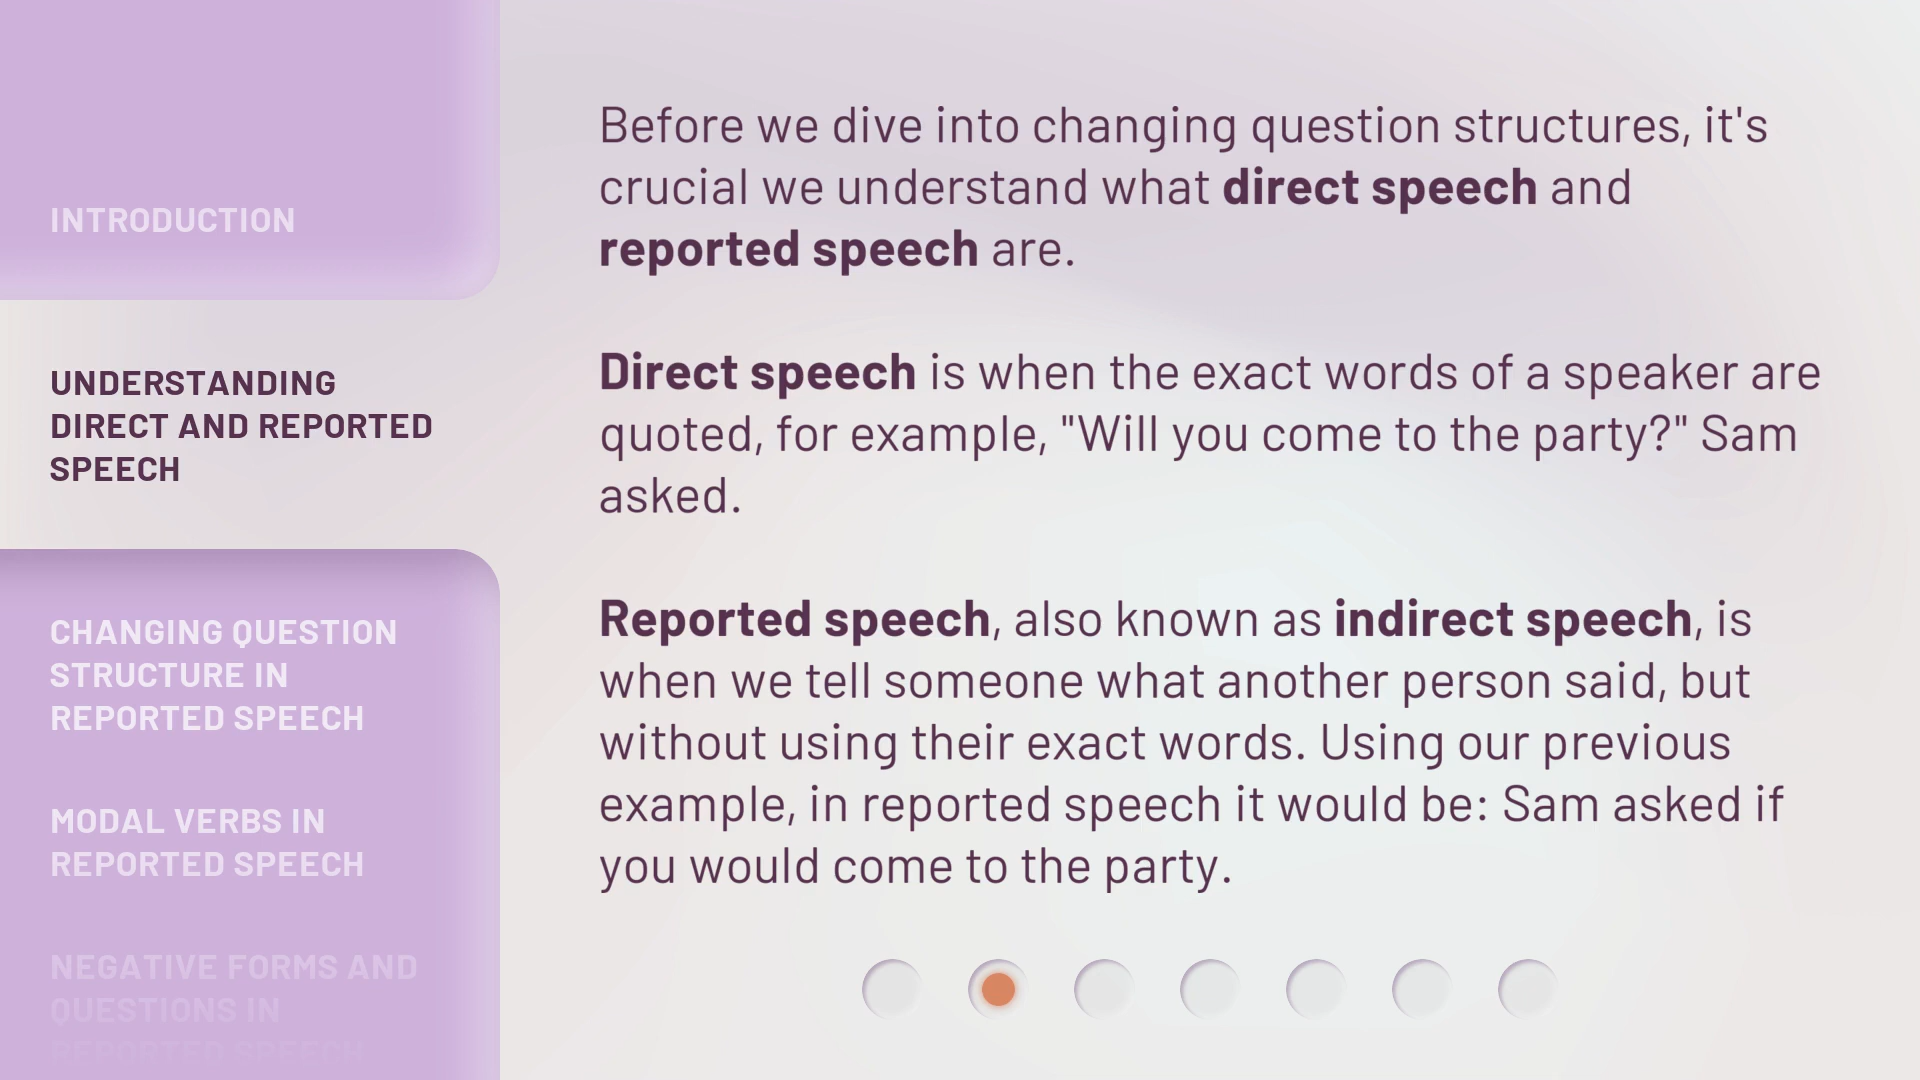 INTRODUCTION
UNDERSTANDING
DIRECT AND REPORTED
SPEECH
CHANGING QUESTION
STRUCTURE IN
REPORTED SPEECH
MODAL VERBS IN
REPORTED SPEECH
NEGATIVE FORMS AND
QUESTIONS IN
REPORTED SPEECH
Before we dive into changing question structures, it's
crucial we understand what direct speech and
reported speech are.
Direct speech is when the exact words of a speaker are
quoted, for example, "Will you come to the party?" Sam
asked.
Reported speech, also known as indirect speech, is
when we tell someone what another person said, but
without using their exact words. Using our previous
example, in reported speech it would be: Sam asked if
you would come to the party.